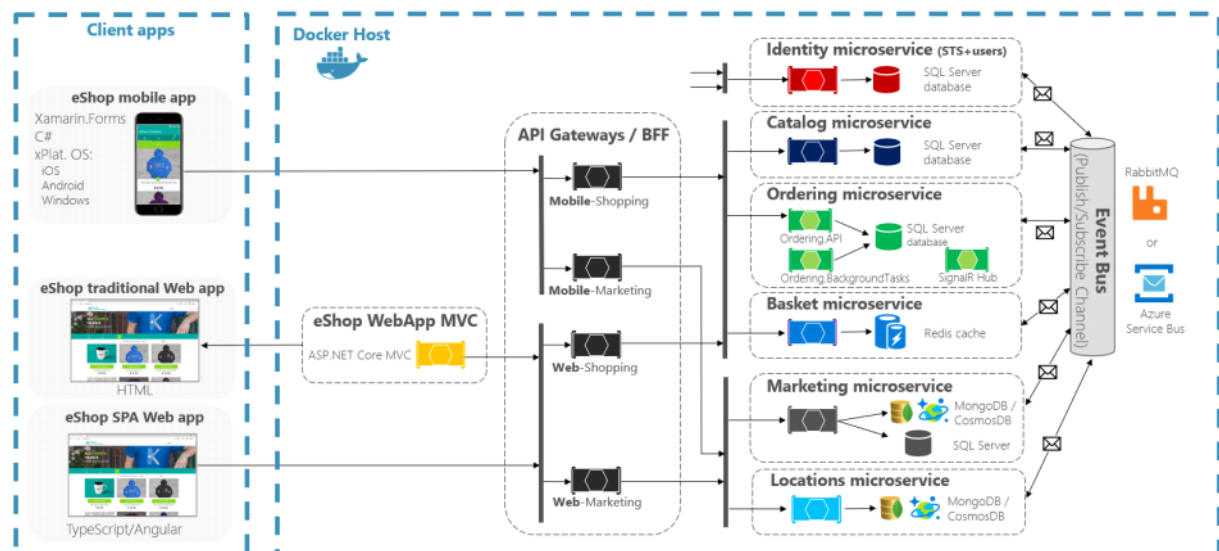 Client apps
eShop mobile app
Xamarin.Forms
C#
xPlat. OS:
iOS
Android
Windows
eShop traditional Web app
HTML
eShop SPA Web app
TypeScript/Angular
Docker Host
eShop WebApp MVC
ASP.NET Core MVC
API Gateways / BFF
Mobile-Shopping
Mobile-Marketing
Web-Shopping
Web-Marketing
Identity microservice (STS+users)
SQL Server
database
Catalog microservice
SQL Server
database
Ordering microservice
Ordering.API
SQL Server
database
Ordering.BackgroundTasks
SignalR Hub
Basket microservice
Redis cache
Marketing microservice
MongoDB /
CosmosDB
SQL Server
Locations microservice
MongoDB /
CosmosDB
Event Bus
(Publish/Subscribe Channel)
RabbitMQ
or
Azure
Service Bus